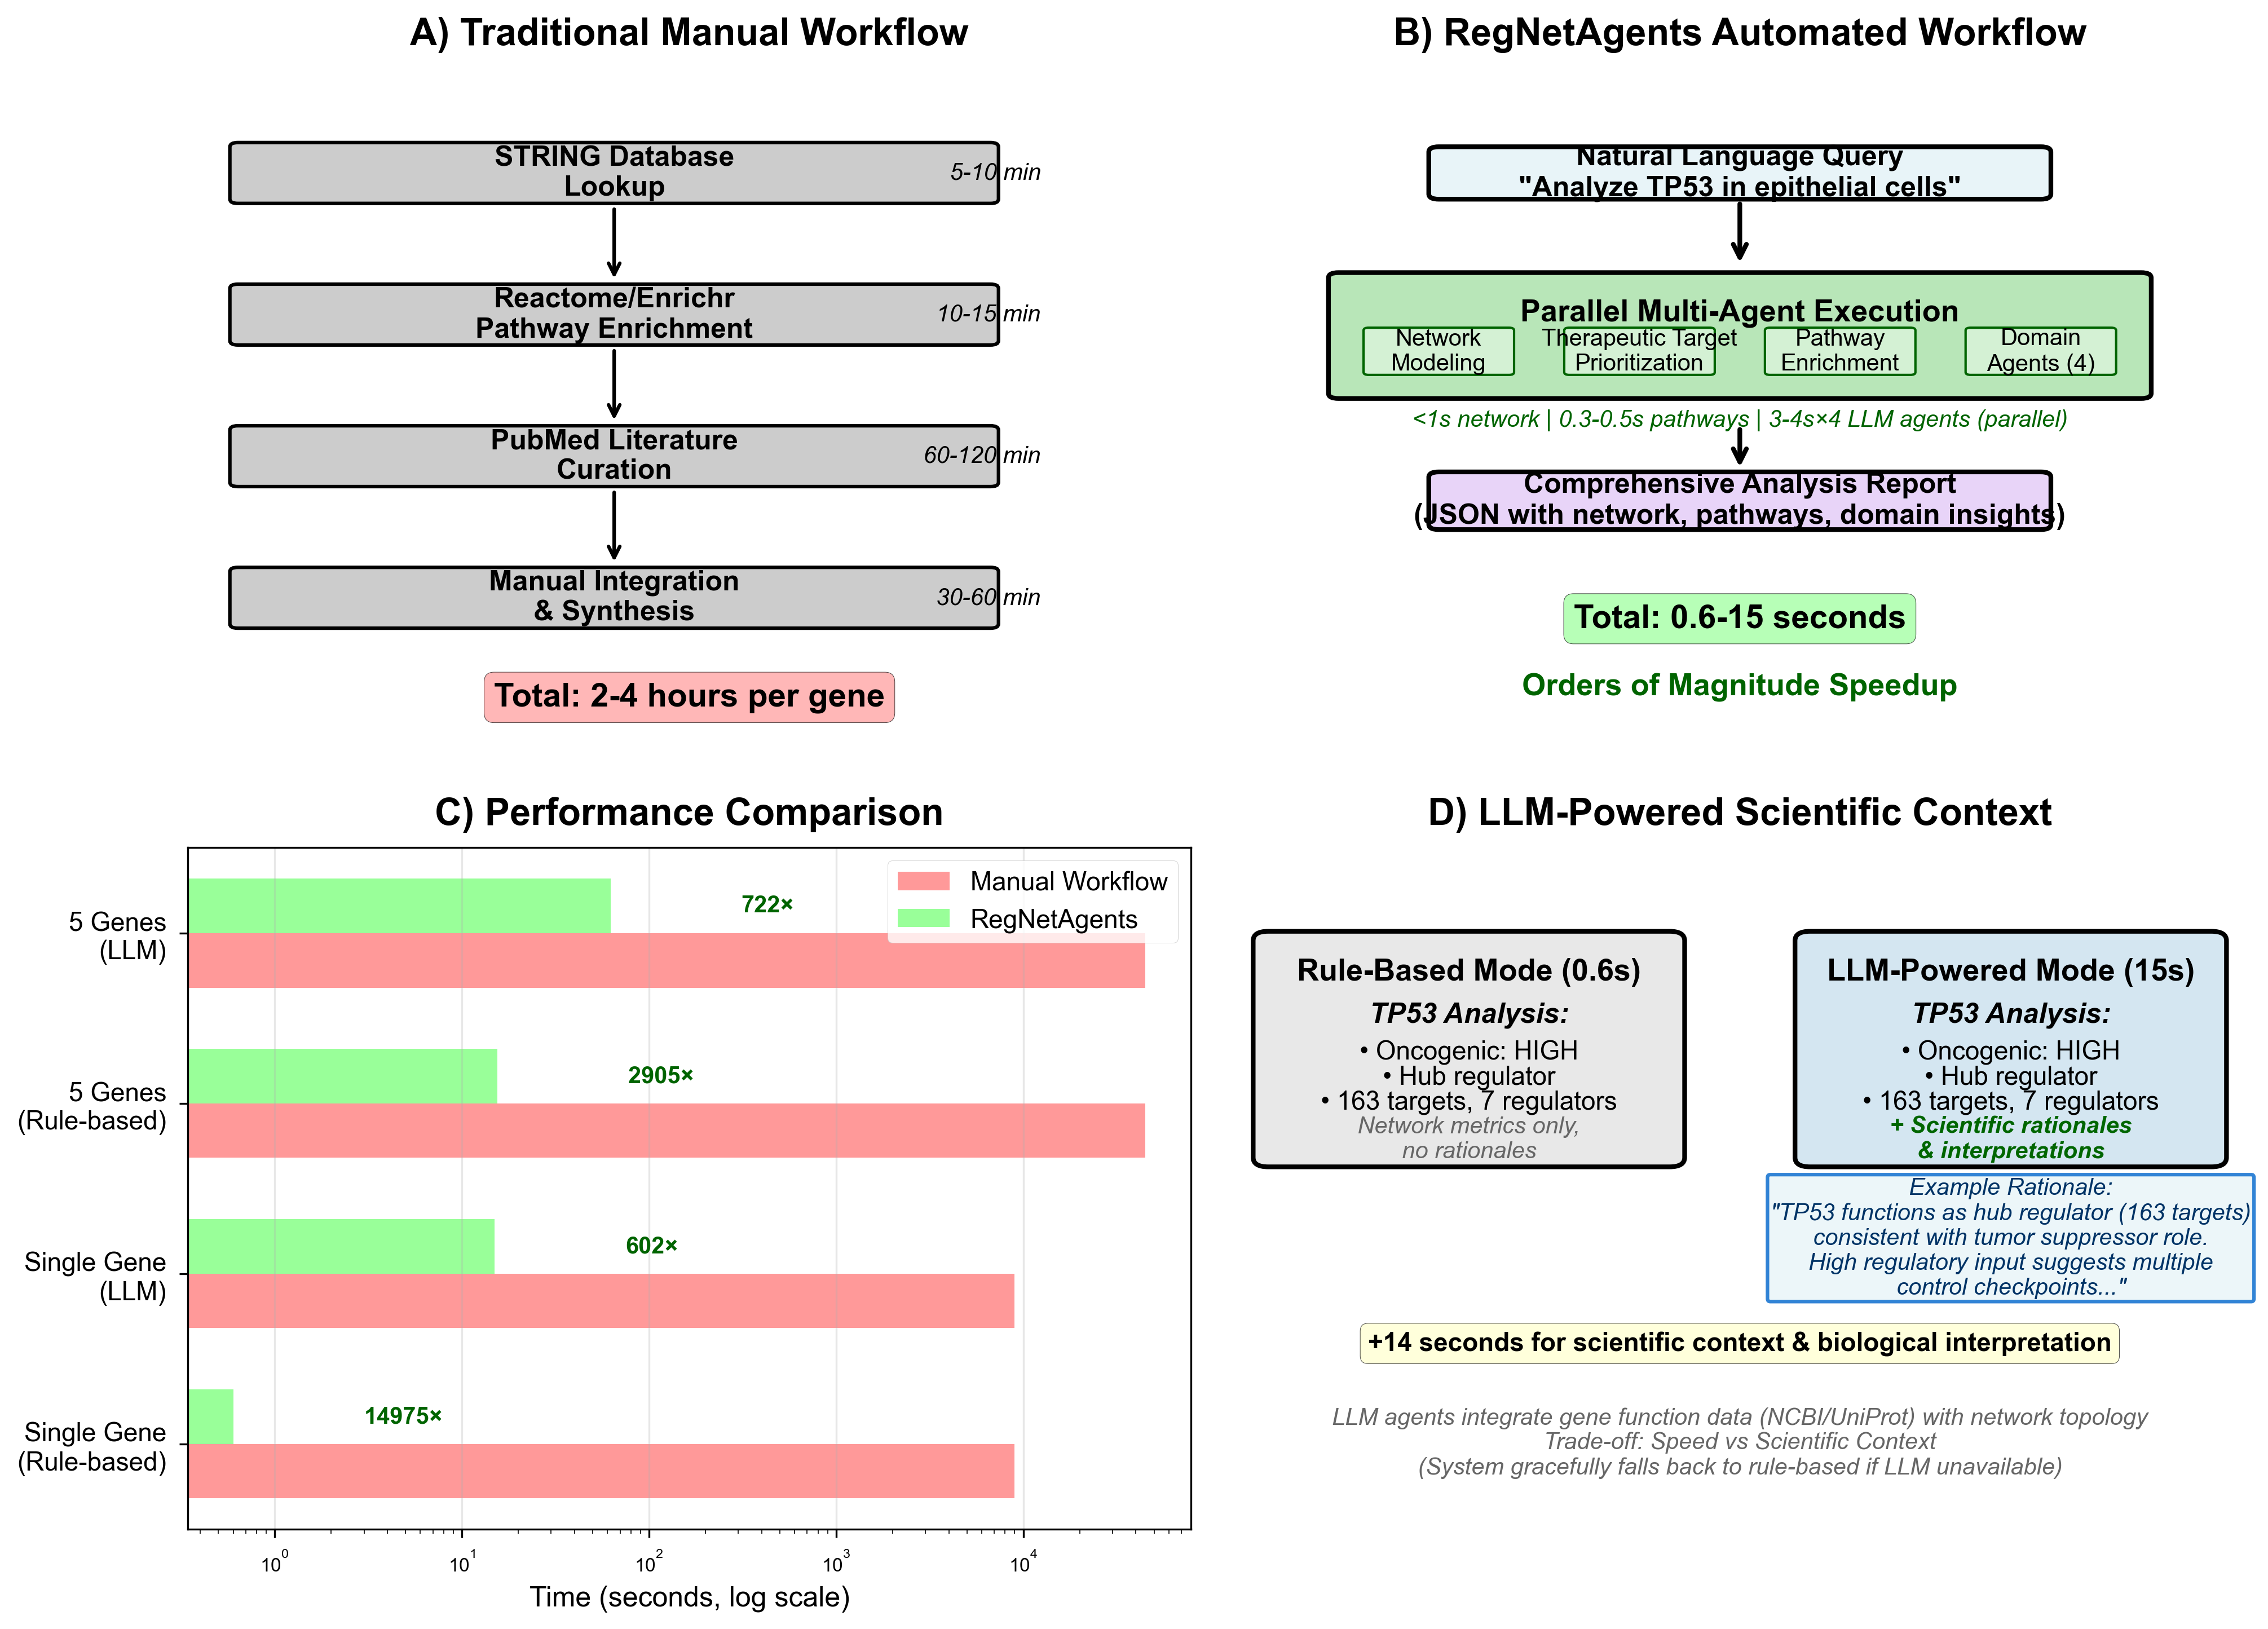 A) Traditional Manual Workflow
STRING Database
Lookup
5-10 min
Reactome/Enrichr
Pathway Enrichment
10-15 min
PubMed Literature
Curation
60-120 min
Manual Integration
& Synthesis
30-60 min
Total: 2-4 hours per gene
B) RegNetAgents Automated Workflow
Natural Language Query
"Analyze TP53 in epithelial cells"
Parallel Multi-Agent Execution
Network
Modeling
Therapeutic Target
Prioritization
Pathway
Enrichment
Domain
Agents (4)
<1s network | 0.3-0.5s pathways | 3-4s×4 LLM agents (parallel)
Comprehensive Analysis Report
(JSON with network, pathways, domain insights)
Total: 0.6-15 seconds
Orders of Magnitude Speedup
C) Performance Comparison
Manual Workflow
RegNetAgents
5 Genes
(LLM)
722×
5 Genes
(Rule-based)
2905×
Single Gene
(LLM)
602×
Single Gene
(Rule-based)
14975×
10⁰ 10¹ 10² 10³ 10⁴
Time (seconds, log scale)
D) LLM-Powered Scientific Context
Rule-Based Mode (0.6s)
TP53 Analysis:
• Oncogenic: HIGH
• Hub regulator
• 163 targets, 7 regulators
Network metrics only,
no rationales
LLM-Powered Mode (15s)
TP53 Analysis:
• Oncogenic: HIGH
• Hub regulator
• 163 targets, 7 regulators
+ Scientific rationales
& interpretations
Example Rationale:
"TP53 functions as hub regulator (163 targets)
consistent with tumor suppressor role.
High regulatory input suggests multiple
control checkpoints..."
+14 seconds for scientific context & biological interpretation
LLM agents integrate gene function data (NCBI/UniProt) with network topology
Trade-off: Speed vs Scientific Context
(System gracefully falls back to rule-based if LLM unavailable)